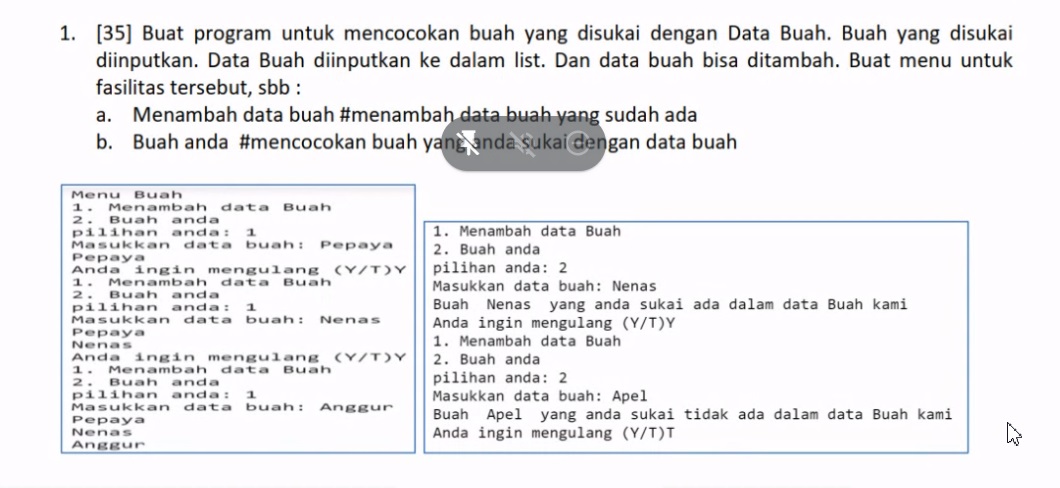 1. [35] Buat program untuk mencocokan buah yang disukai dengan Data Buah. Buah yang disukai
diinputkan. Data Buah diinputkan ke dalam list. Dan data buah bisa ditambah. Buat menu untuk
fasilitas tersebut, sbb :
a. Menambah data buah #menambah data buah yang sudah ada
b. Buah anda #mencocokan buah yang anda sukai dengan data buah
Menu Buah
1. Menambah data Buah
2. Buah anda
pilihan anda: 1
Masukkan data buah: Pepaya
Pepaya
Anda ingin mengulang (Y/T)Y
1. Menambah data Buah
2. Buah anda
pilihan anda: 1
Masukkan data buah: Nenas
Pepaya
Nenas
Anda ingin mengulang (Y/T)Y
1. Menambah data Buah
2. Buah anda
pilihan anda: 1
Masukkan data buah: Anggur
Pepaya
Nenas
Anggur
1. Menambah data Buah
2. Buah anda
pilihan anda: 2
Masukkan data buah: Nenas
Buah Nenas yang anda sukai ada dalam data Buah kami
Anda ingin mengulang (Y/T)Y
1. Menambah data Buah
2. Buah anda
pilihan anda: 2
Masukkan data buah: Apel
Buah Apel yang anda sukai tidak ada dalam data Buah kami
Anda ingin mengulang (Y/T)T